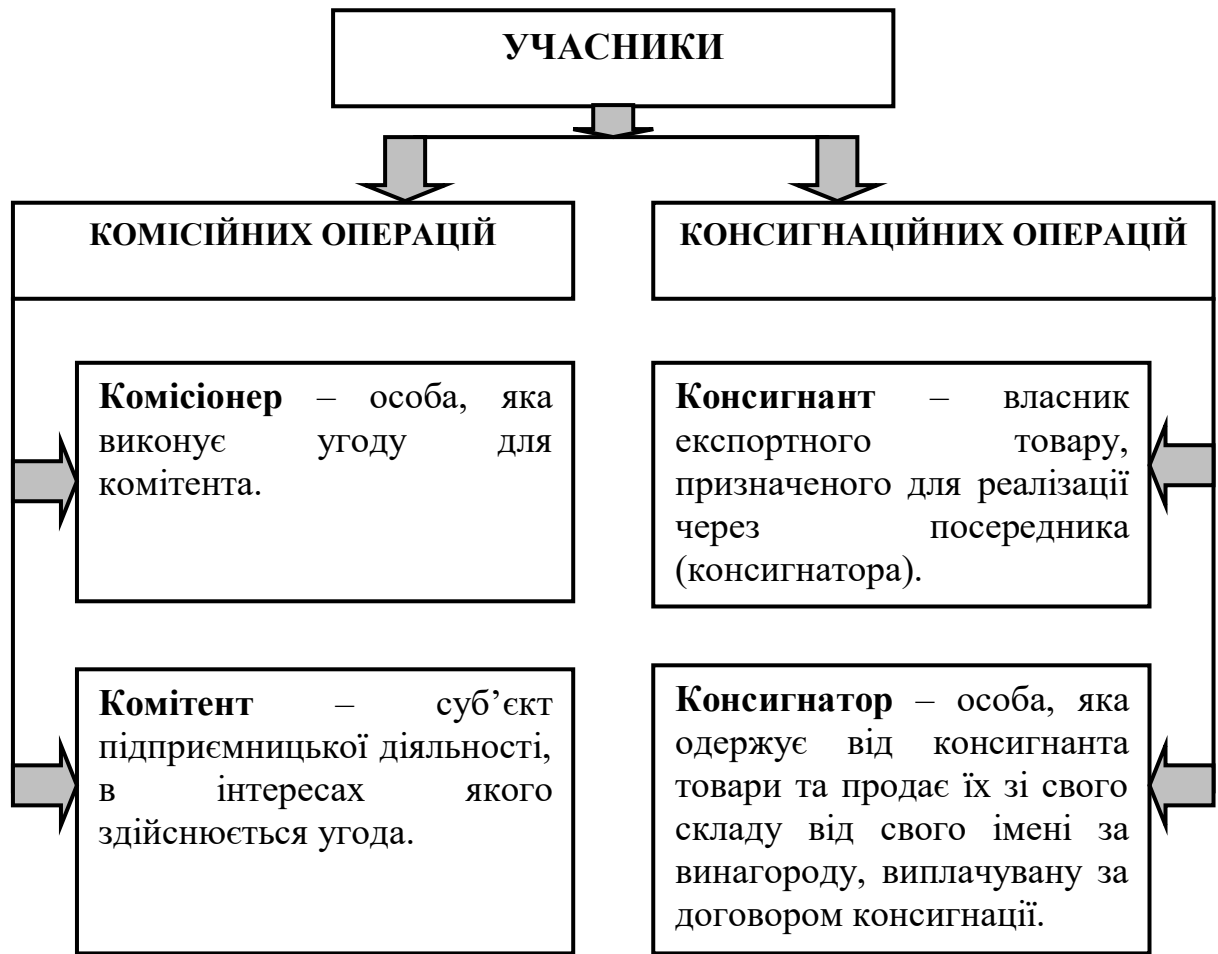 УЧАСНИКИ
КОМІСІЙНИХ ОПЕРАЦІЙ
КОНСИГНАЦІЙНИХ ОПЕРАЦІЙ
Комісіонер – особа, яка
виконує угоду для
комітента.
Консигнант – власник
експортного товару,
призначеного для реалізації
через посередника
(консигнатора).
Комітент – суб’єкт
підприємницької діяльності,
в інтересах якого
здійснюється угода.
Консигнатор – особа, яка
одержує від консигнанта
товари та продає їх зі свого
складу від свого імені за
винагороду, виплачувану за
договором консигнації.